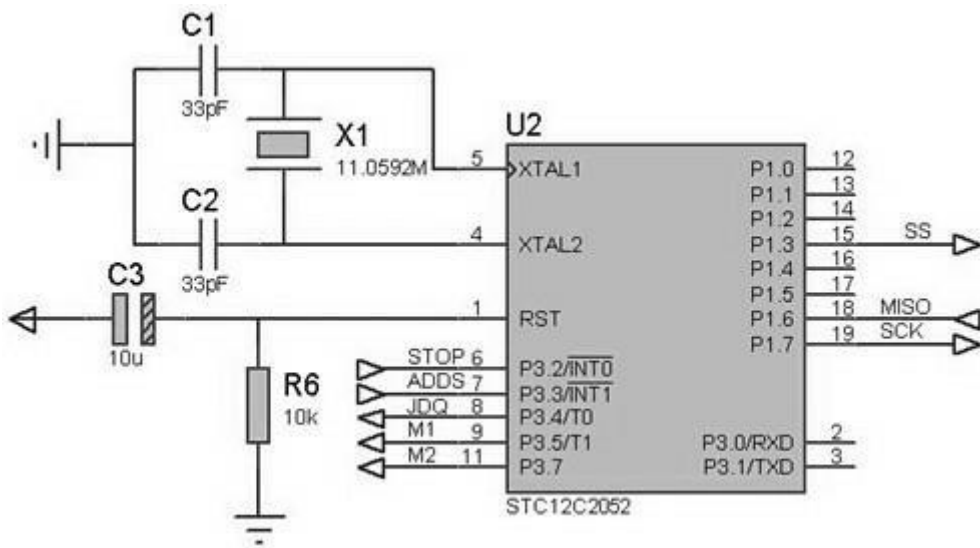 C1
33pF
X1
11.0592M
C2
33pF
C3
10u
R6
10k
U2
5 XTAL1
4 XTAL2
1 RST
STOP 6 P3.2/INT0
ADDS 7 P3.3/INT1
JDQ 8 P3.4/T0
M1 9 P3.5/T1
M2 11 P3.7
P1.0 12
P1.1 13
P1.2 14
P1.3 15 SS
P1.4 16
P1.5 17
P1.6 18 MISO
P1.7 19 SCK
P3.0/RXD 2
P3.1/TXD 3
STC12C2052